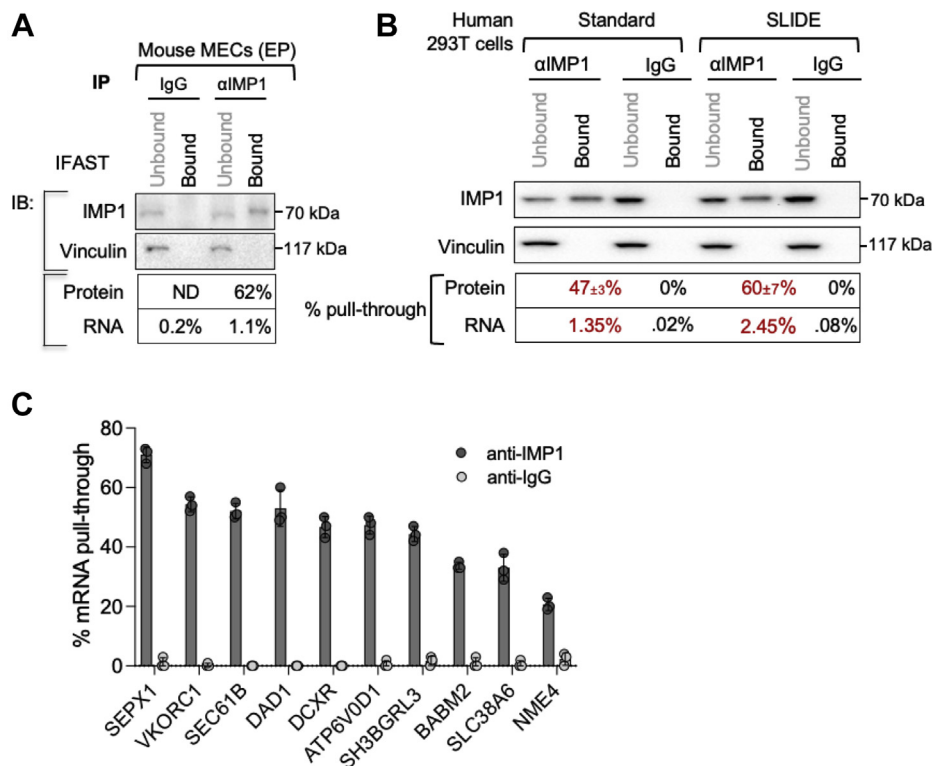 A
Mouse MECs (EP)
IP
IgG
αIMP1
IFAST
Unbound
Bound
Unbound
Bound
IB:
IMP1
70 kDa
Vinculin
117 kDa
Protein
ND
62%
RNA
0.2%
1.1%
B
Human
293T cells
Standard
SLIDE
αIMP1
IgG
αIMP1
IgG
Unbound
Bound
Unbound
Bound
Unbound
Bound
Unbound
Bound
IMP1
70 kDa
Vinculin
117 kDa
% pull-through
Protein
47±3%
0%
60±7%
0%
RNA
1.35%
.02%
2.45%
.08%
C
% mRNA pull-through
80
60
40
20
0
anti-IMP1
anti-IgG
SEPX1
VKORC1
SEC61B
DAD1
DCXR
ATP6V0D1
SH3BGRL3
BABM2
SLC38A6
NME4